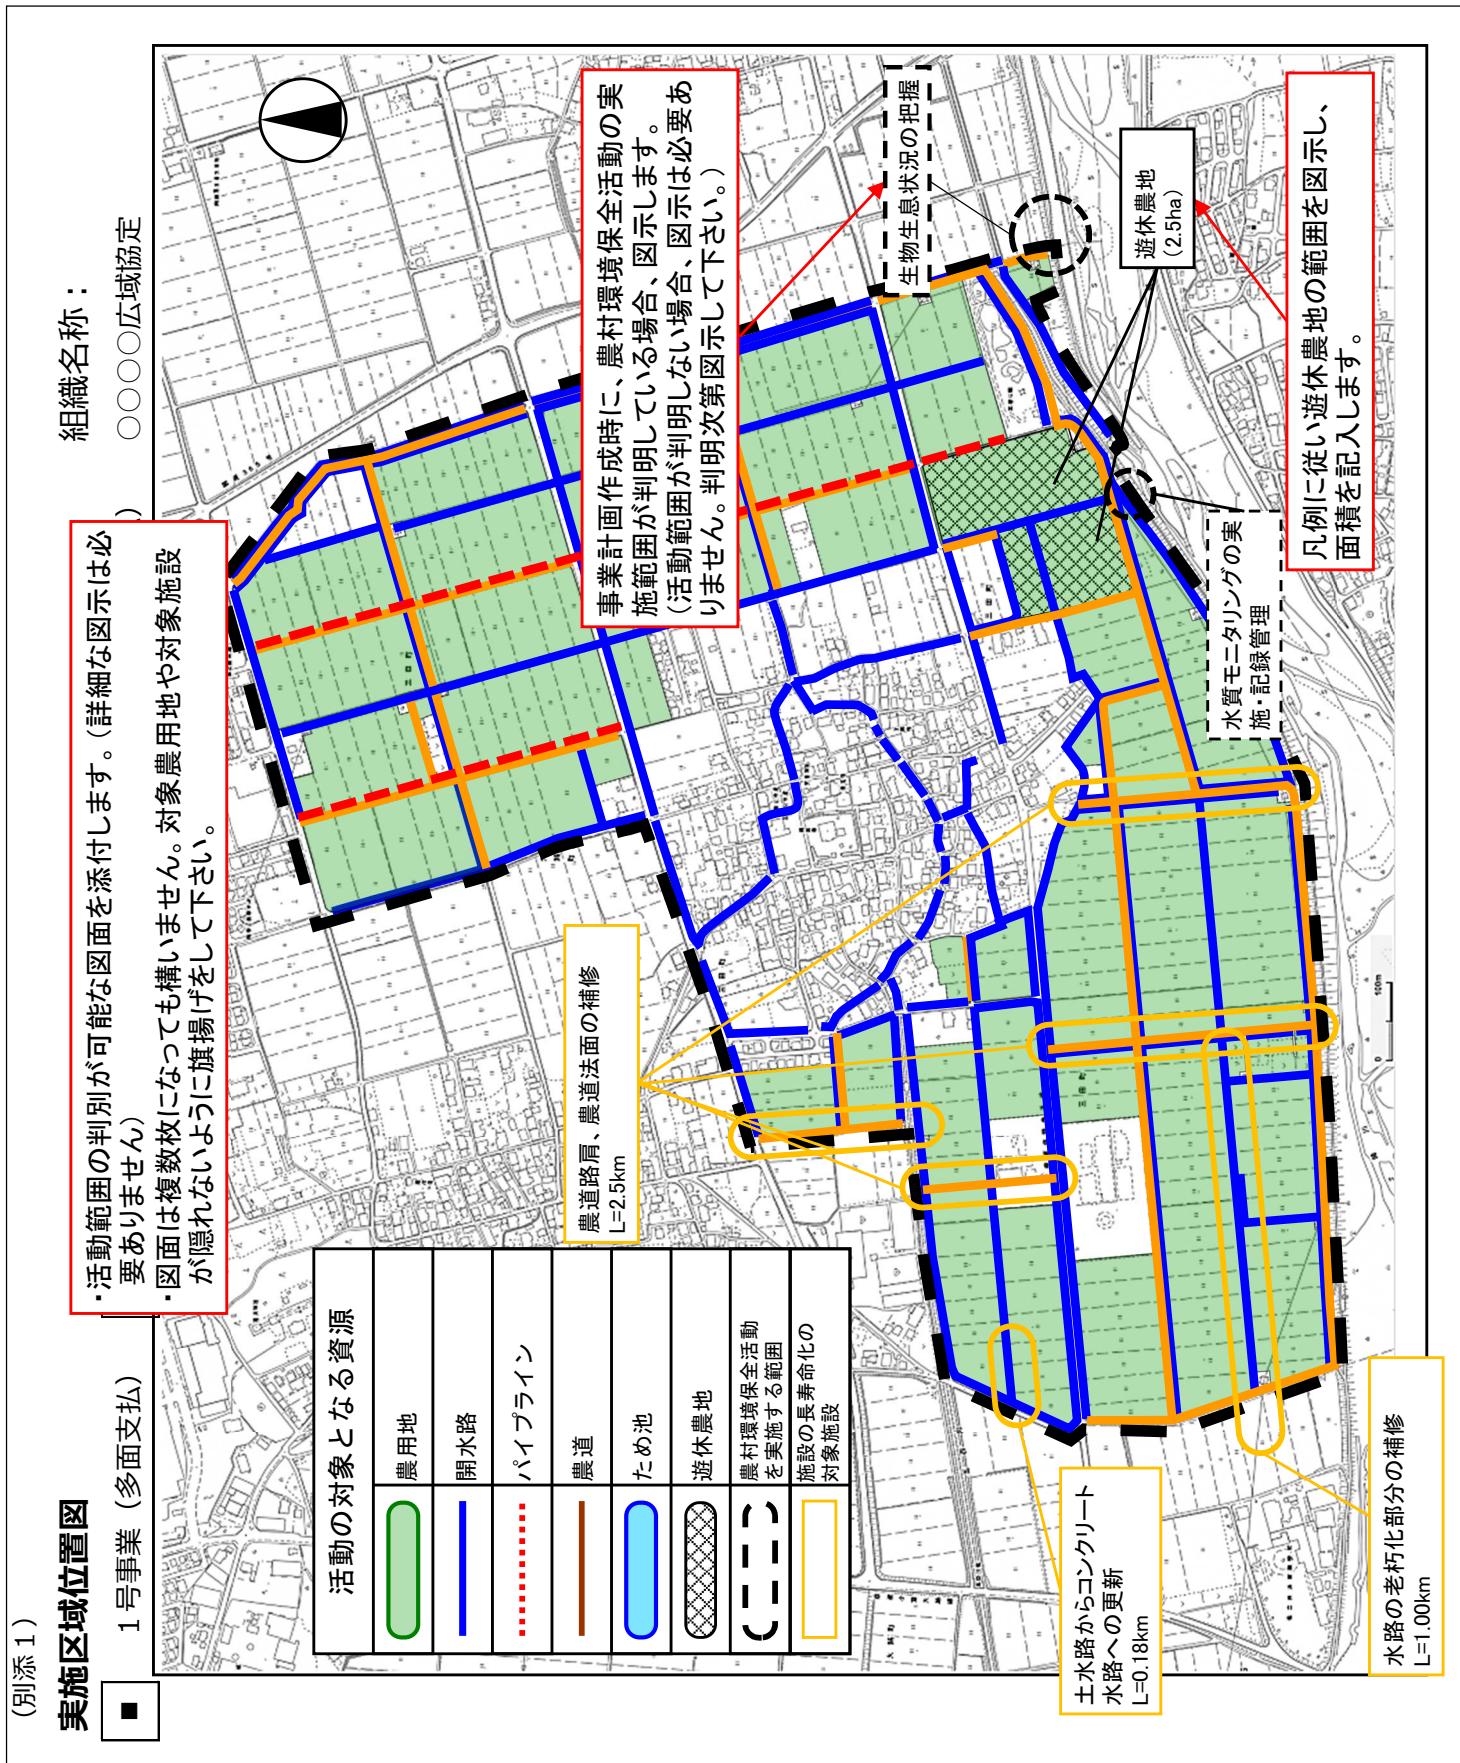 (別添１)
実施区域位置図
組織名称：
■
１号事業（多面支払）
○○○○広域協定
・活動範囲の判別が可能な図面を添付します。（詳細な図示は必
要ありません）
・図面は複数枚になっても構いません。対象農用地や対象施設
が隠れないように旗揚げをして下さい。
事業計画作成時に、農村環境保全活動の実
施範囲が判明している場合、図示します。
（活動範囲が判明しない場合、図示は必要あ
りません。判明次第図示して下さい。）
生物生息状況の把握
遊休農地
(2.5ha)
凡例に従い遊休農地の範囲を図示し、
面積を記入します。
水質モニタリングの実
施・記録管理
農道路肩、農道法面の補修
L=2.5km
活動の対象となる資源
農用地
開水路
パイプライン
農道
ため池
遊休農地
農村環境保全活動
を実施する範囲
施設の長寿命化の
対象施設
土水路からコンクリート
水路への更新
L=0.18km
水路の老朽化部分の補修
L=1.00km
0 100m